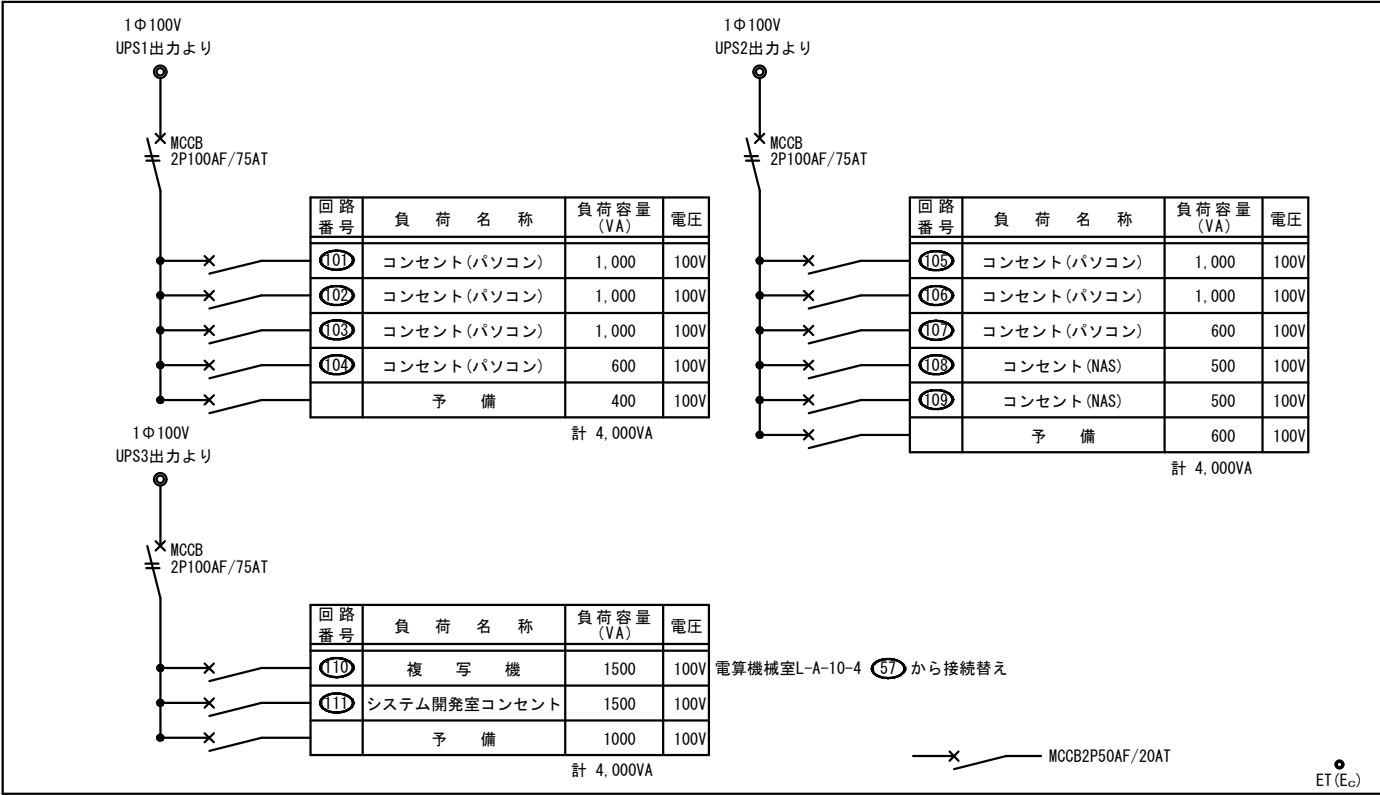 1Φ100V
UPS1出力より
MCCB
2P100AF/75AT
回路番号 負荷名称 負荷容量(VA) 電圧
101 コンセント(パソコン) 1,000 100V
102 コンセント(パソコン) 1,000 100V
103 コンセント(パソコン) 1,000 100V
104 コンセント(パソコン) 600 100V
予備 400 100V
計 4,000VA
1Φ100V
UPS2出力より
MCCB
2P100AF/75AT
回路番号 負荷名称 負荷容量(VA) 電圧
105 コンセント(パソコン) 1,000 100V
106 コンセント(パソコン) 1,000 100V
107 コンセント(パソコン) 600 100V
108 コンセント(NAS) 500 100V
109 コンセント(NAS) 500 100V
予備 600 100V
計 4,000VA
1Φ100V
UPS3出力より
MCCB
2P100AF/75AT
回路番号 負荷名称 負荷容量(VA) 電圧
110 複写機 1500 100V 電算機械室L-A-10-4 57 から接続替え
111 システム開発室コンセント 1500 100V
予備 1000 100V
計 4,000VA
MCCB2P50AF/20AT
ET(EG)